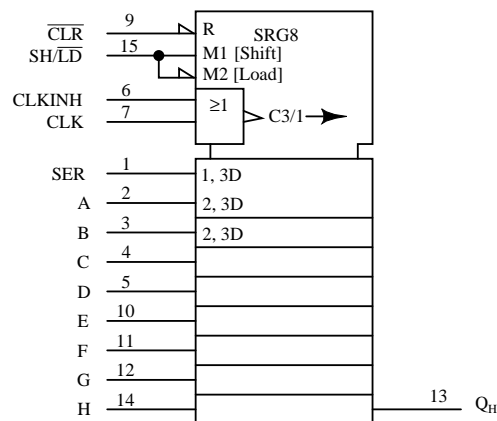 SRG8
CLR 9 R
SH/LD 15 M1 [Shift]
M2 [Load]
CLKINH 6 ≥1 C3/1
CLK 7
SER 1 1, 3D
A 2 2, 3D
B 3 2, 3D
C 4
D 5
E 10
F 11
G 12
H 14 13 QH